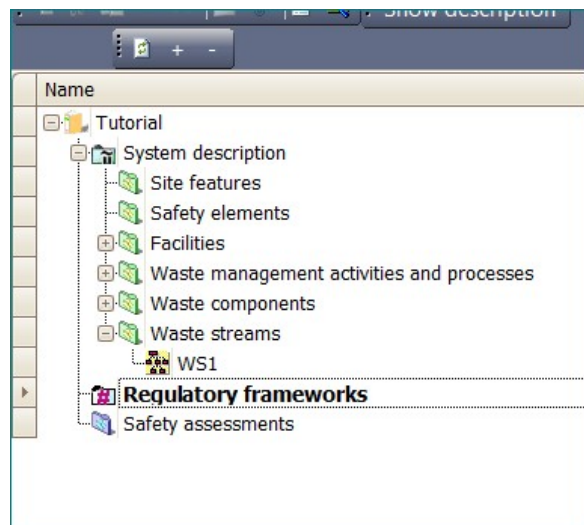 Show description
+ -
Name
Tutorial
System description
Site features
Safety elements
Facilities
Waste management activities and processes
Waste components
Waste streams
WS1
Regulatory frameworks
Safety assessments